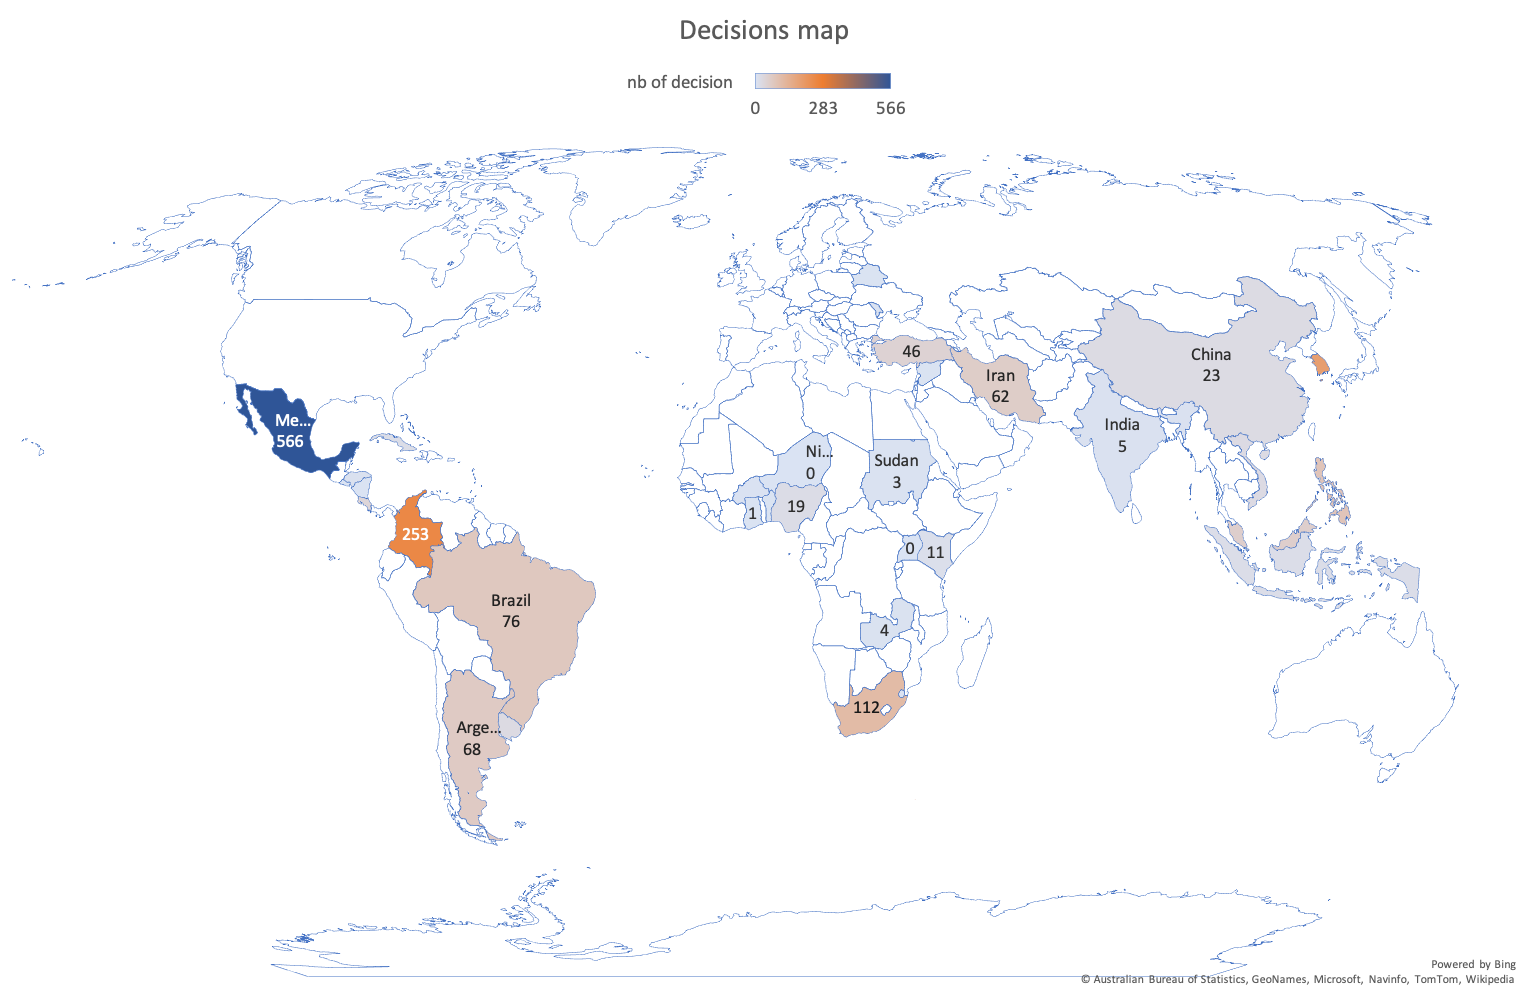 Decisions map
nb of decision
0 283 566
46
China
23
Iran
62
Me...
566
India
5
Ni...
0
Sudan
3
1
19
253
0
11
Brazil
76
4
112
Arge...
68
Powered by Bing
© Australian Bureau of Statistics, GeoNames, Microsoft, Navinfo, TomTom, Wikipedia